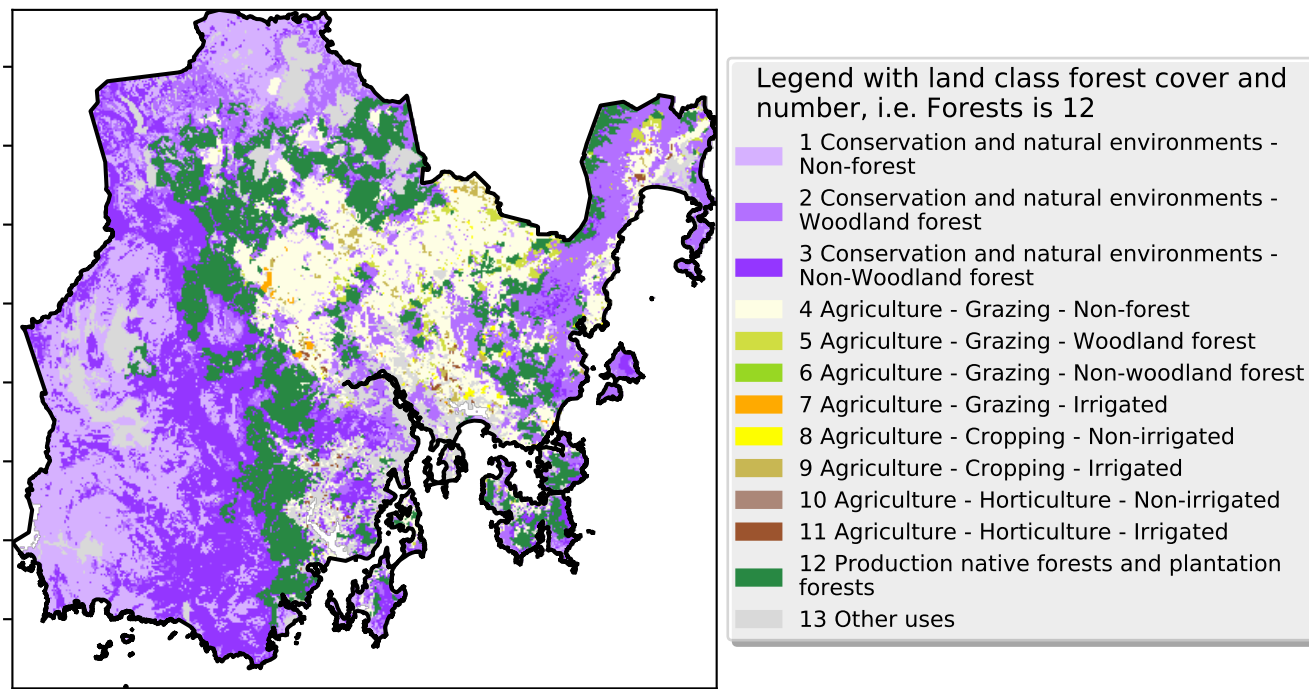 Legend with land class forest cover and
number, i.e. Forests is 12
1 Conservation and natural environments -
Non-forest
2 Conservation and natural environments -
Woodland forest
3 Conservation and natural environments -
Non-Woodland forest
4 Agriculture - Grazing - Non-forest
5 Agriculture - Grazing - Woodland forest
6 Agriculture - Grazing - Non-woodland forest
7 Agriculture - Grazing - Irrigated
8 Agriculture - Cropping - Non-irrigated
9 Agriculture - Cropping - Irrigated
10 Agriculture - Horticulture - Non-irrigated
11 Agriculture - Horticulture - Irrigated
12 Production native forests and plantation
forests
13 Other uses